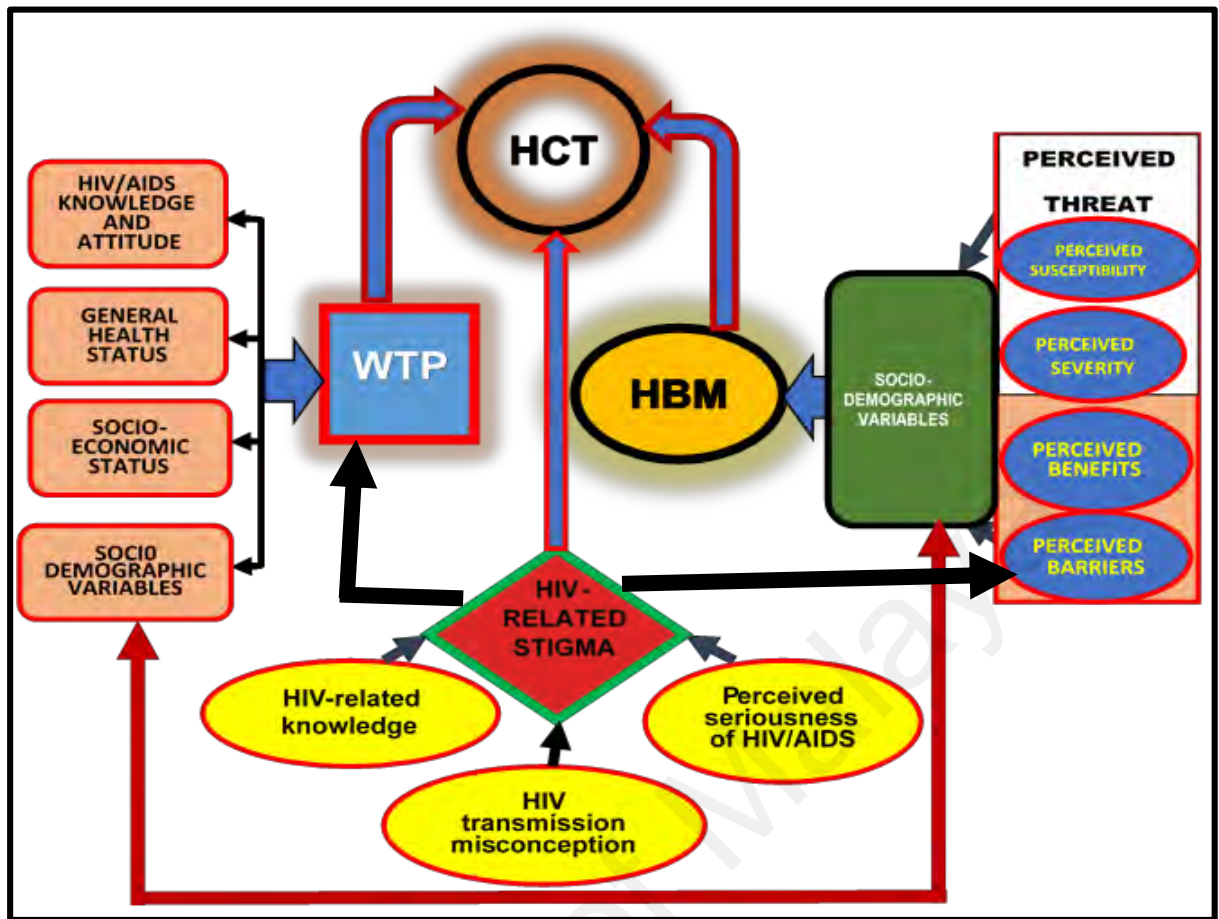 HCT
HIV/AIDS
KNOWLEDGE
AND
ATTITUDE
GENERAL
HEALTH
STATUS
SOCIO-
ECONOMIC
STATUS
SOCI0
DEMOGRAPHIC
VARIABLES
WTP
HBM
SOCIO-
DEMOGRAPHIC
VARIABLES
PERCEIVED
THREAT
PERCEIVED
SUSCEPTIBILITY
PERCEIVED
SEVERITY
PERCEIVED
BENEFITS
PERCEIVED
BARRIERS
HIV-
RELATED
STIGMA
HIV-related
knowledge
Perceived
seriousness
of HIV/AIDS
HIV
transmission
misconception